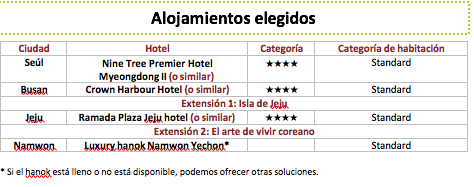 Alojamientos elegidos
Ciudad Hotel Categoría Categoría de habitación
Seúl Nine Tree Premier Hotel ★★★★ Standard
Myeongdong II (o similar)
Busan Crown Harbour Hotel (o similar) ★★★★ Standard
Extensión 1: Isla de Jeju
Jeju Ramada Plaza Jeju hotel (o similar) ★★★★ Standard
Extensión 2: El arte de vivir coreano
Namwon Luxury hanok Namwon Yechon* Standard
* Si el hanok está lleno o no está disponible, podemos ofrecer otras soluciones.